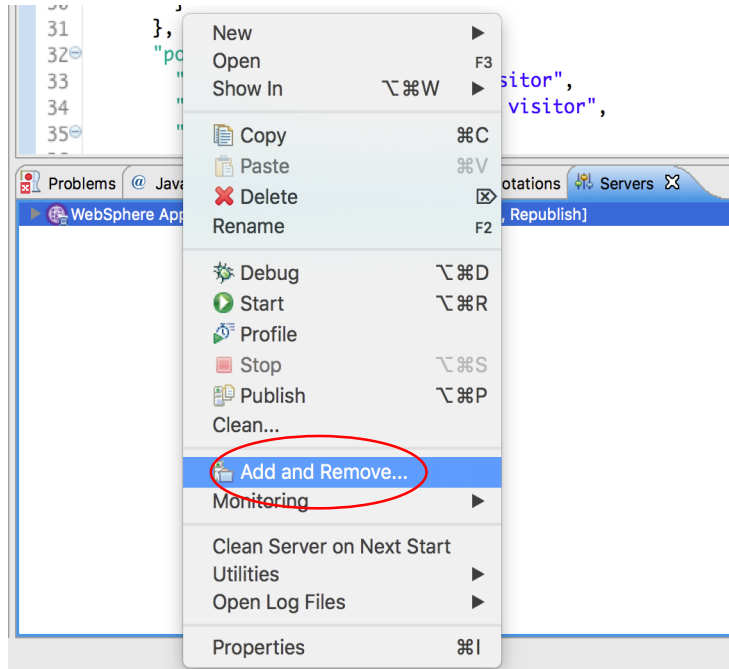 31 },
32 "po
33 " sitor",
34 " visitor",
35 "
Problems @ Java otations Servers
WebSphere App , Republish]
New
Open F3
Show In ⌥⌘W
Copy ⌘C
Paste ⌘V
Delete ⌦
Rename F2
Debug ⌥⌘D
Start ⌥⌘R
Profile
Stop ⌥⌘S
Publish ⌥⌘P
Clean...
Add and Remove...
Monitoring
Clean Server on Next Start
Utilities
Open Log Files
Properties ⌘I